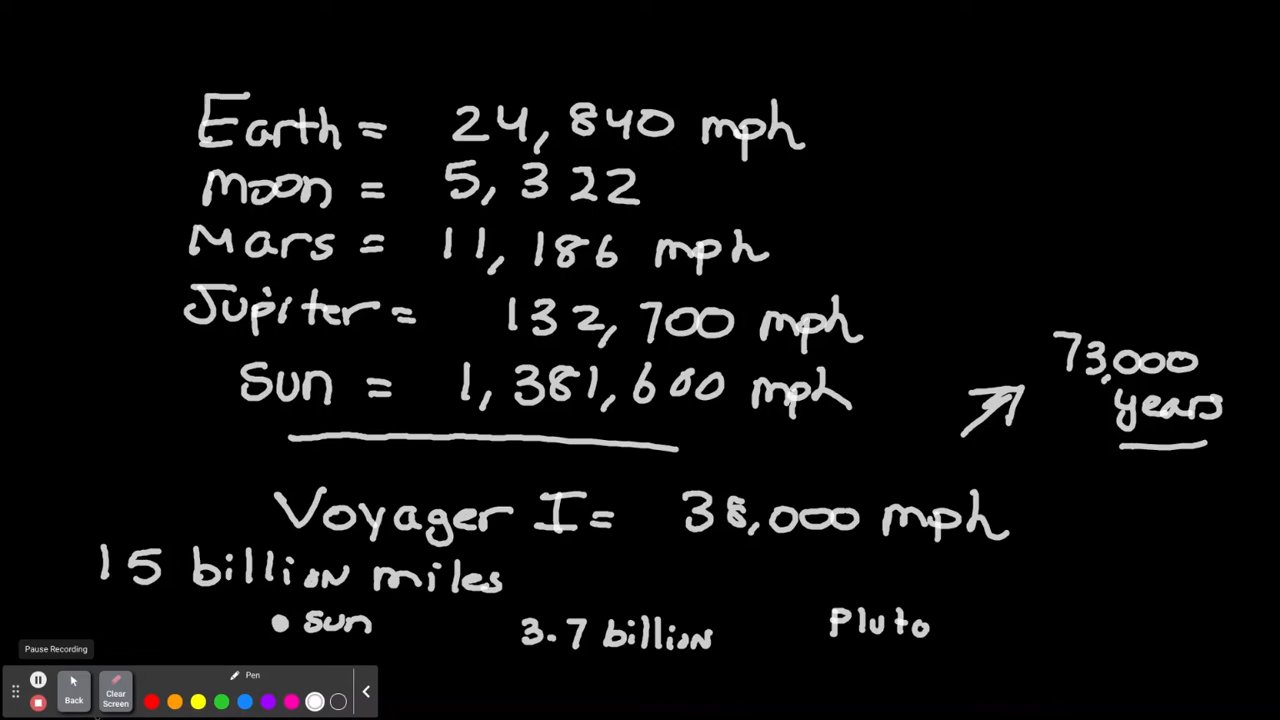 Earth = 24,840 mph
Moon = 5,322
Mars = 11,186 mph
Jupiter = 132,700 mph
Sun = 1,381,600 mph
73,000
years
Voyager I = 38,000 mph
15 billion miles
sun 3.7 billion Pluto
Pause Recording
Pen
Back
Clear
Screen